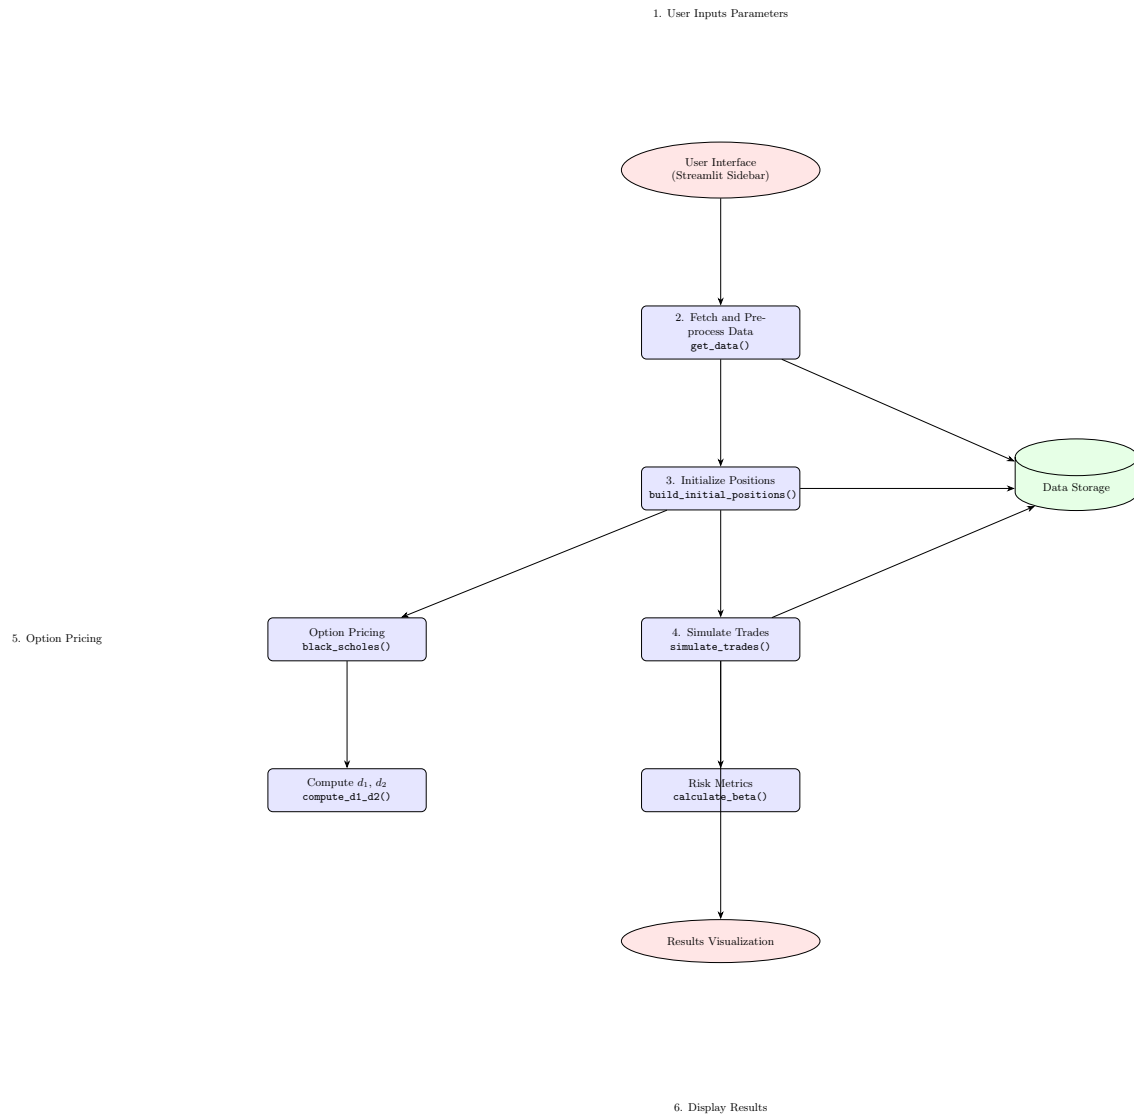 1. User Inputs Parameters
User Interface
(Streamlit Sidebar)
2. Fetch and Pre-
process Data
get_data()
3. Initialize Positions
build_initial_positions()
Data Storage
5. Option Pricing
Option Pricing
black_scholes()
4. Simulate Trades
simulate_trades()
Compute d₁, d₂
compute_d1_d2()
Risk Metrics
calculate_beta()
Results Visualization
6. Display Results